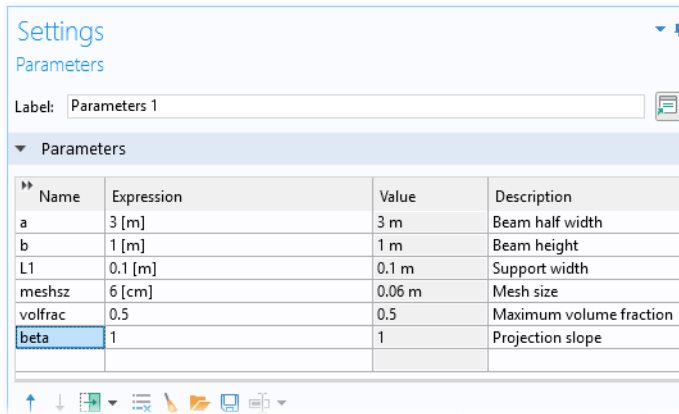 Settings
Parameters
Label: Parameters 1
Parameters
Name Expression Value Description
a 3 [m] 3 m Beam half width
b 1 [m] 1 m Beam height
L1 0.1 [m] 0.1 m Support width
meshsz 6 [cm] 0.06 m Mesh size
volfrac 0.5 0.5 Maximum volume fraction
beta 1 1 Projection slope